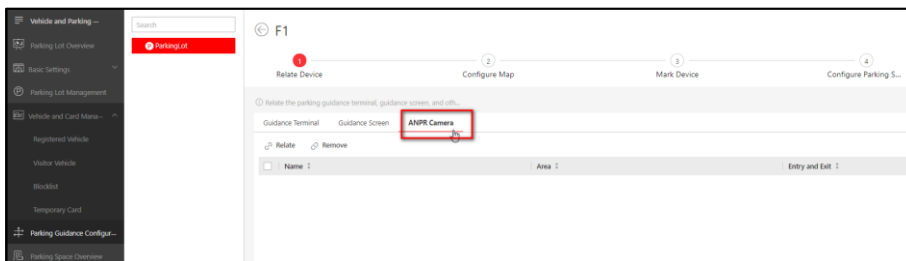 Vehicle and Parking ...
Parking Lot Overview
Basic Settings
Parking Lot Management
Vehicle and Card Mana...
Registered Vehicle
Visitor Vehicle
Blocklist
Temporary Card
Parking Guidance Configur...
Parking Space Overview
Search
ParkingLot
F1
1
Relate Device
2
Configure Map
3
Mark Device
4
Configure Parking S...
Relate the parking guidance terminal, guidance screen, and oth...
Guidance Terminal Guidance Screen ANPR Camera
Relate Remove
Name Area Entry and Exit